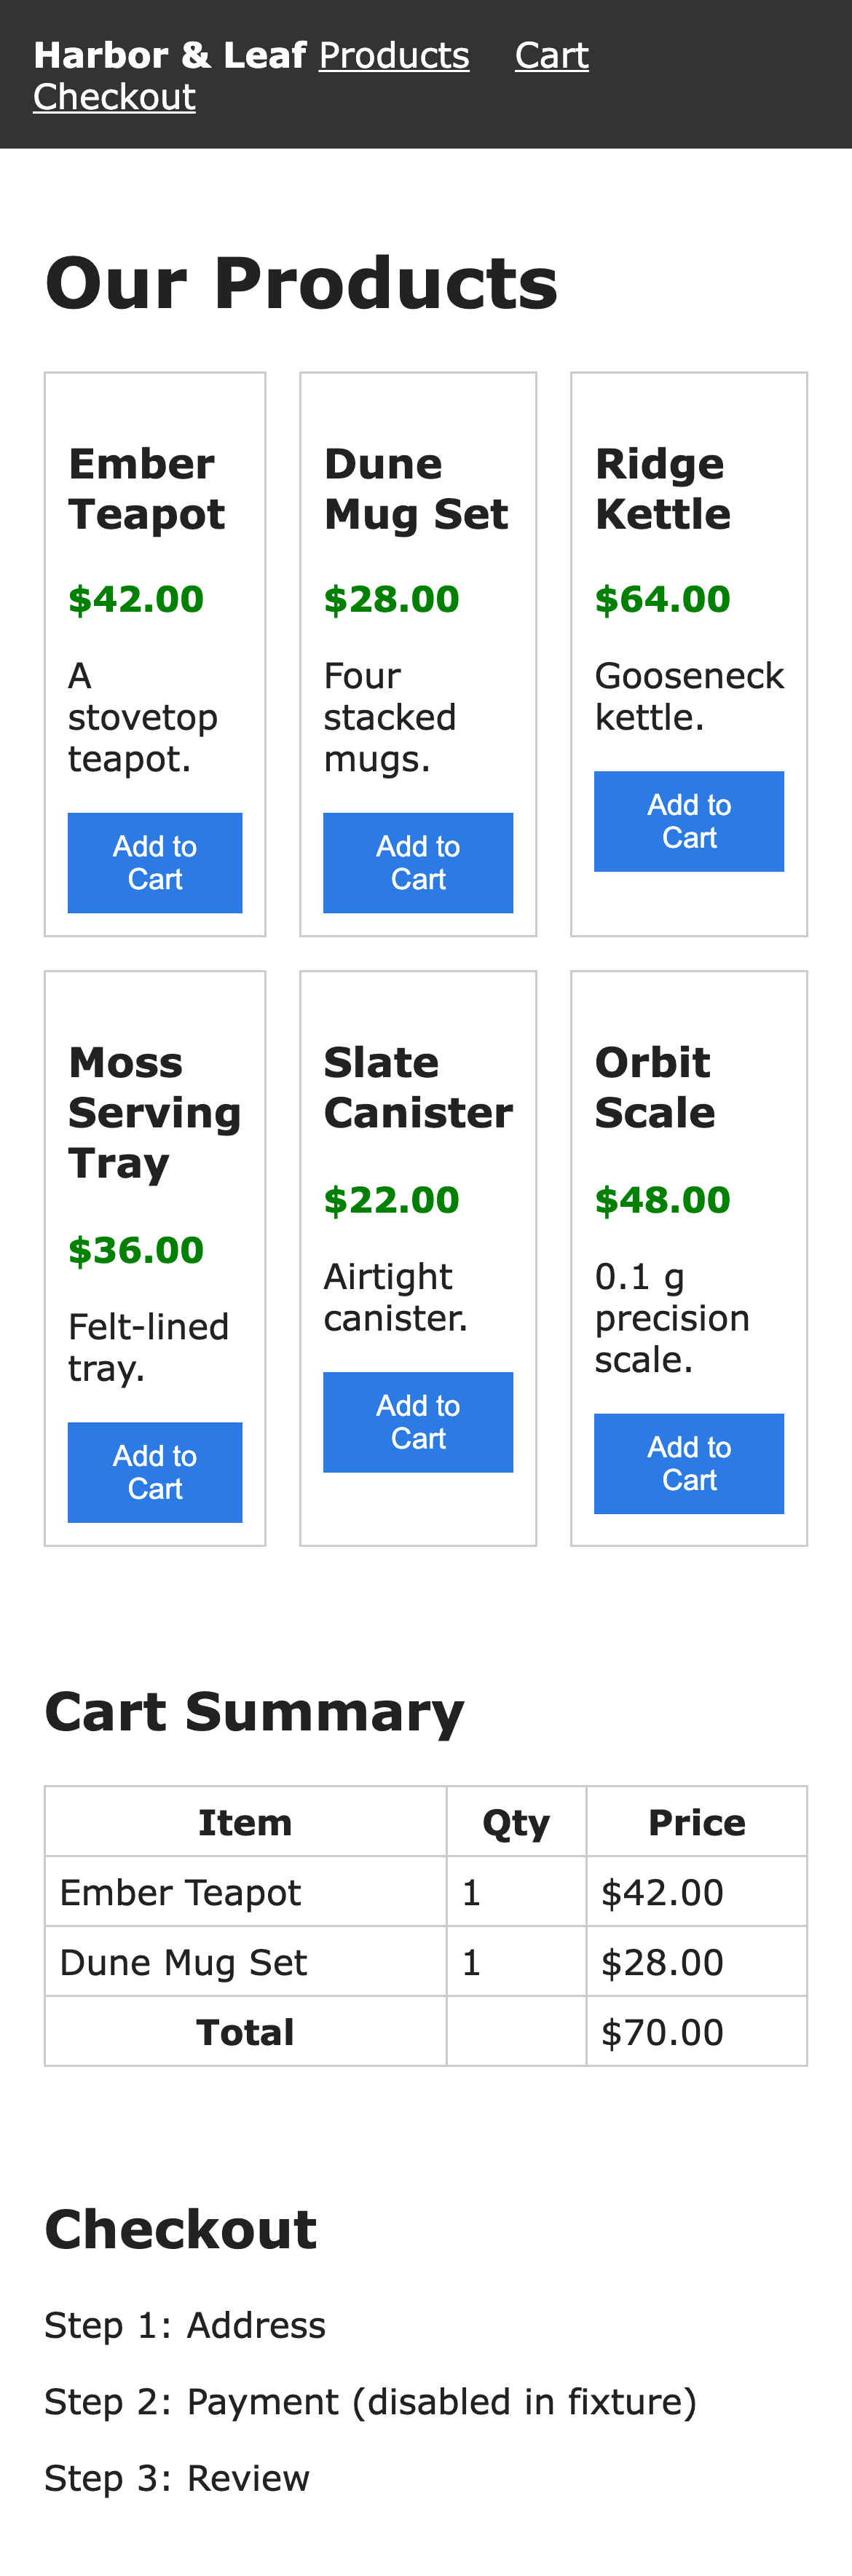 Harbor & Leaf Products Cart
Checkout
Our Products
Ember
Teapot
$42.00
A
stovetop
teapot.
Add to
Cart
Dune
Mug Set
$28.00
Four
stacked
mugs.
Add to
Cart
Ridge
Kettle
$64.00
Gooseneck
kettle.
Add to
Cart
Moss
Serving
Tray
$36.00
Felt-lined
tray.
Add to
Cart
Slate
Canister
$22.00
Airtight
canister.
Add to
Cart
Orbit
Scale
$48.00
0.1 g
precision
scale.
Add to
Cart
Cart Summary
Item Qty Price
Ember Teapot 1 $42.00
Dune Mug Set 1 $28.00
Total $70.00
Checkout
Step 1: Address
Step 2: Payment (disabled in fixture)
Step 3: Review